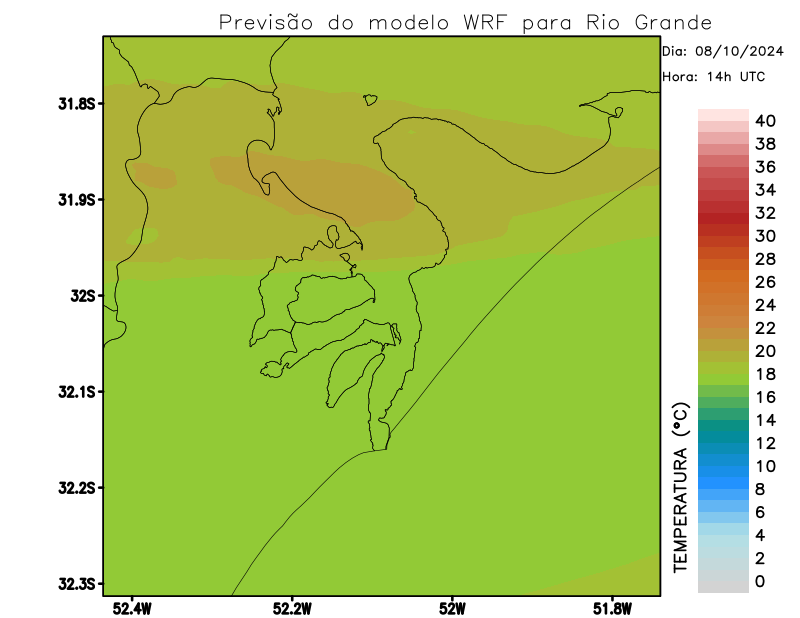 Previsão do modelo WRF para Rio Grande
Dia: 08/10/2024
Hora: 14h UTC
31.8S
31.9S
32S
32.1S
32.2S
32.3S
52.4W
52.2W
52W
51.8W
TEMPERATURA (ºC)
40
38
36
34
32
30
28
26
24
22
20
18
16
14
12
10
8
6
4
2
0